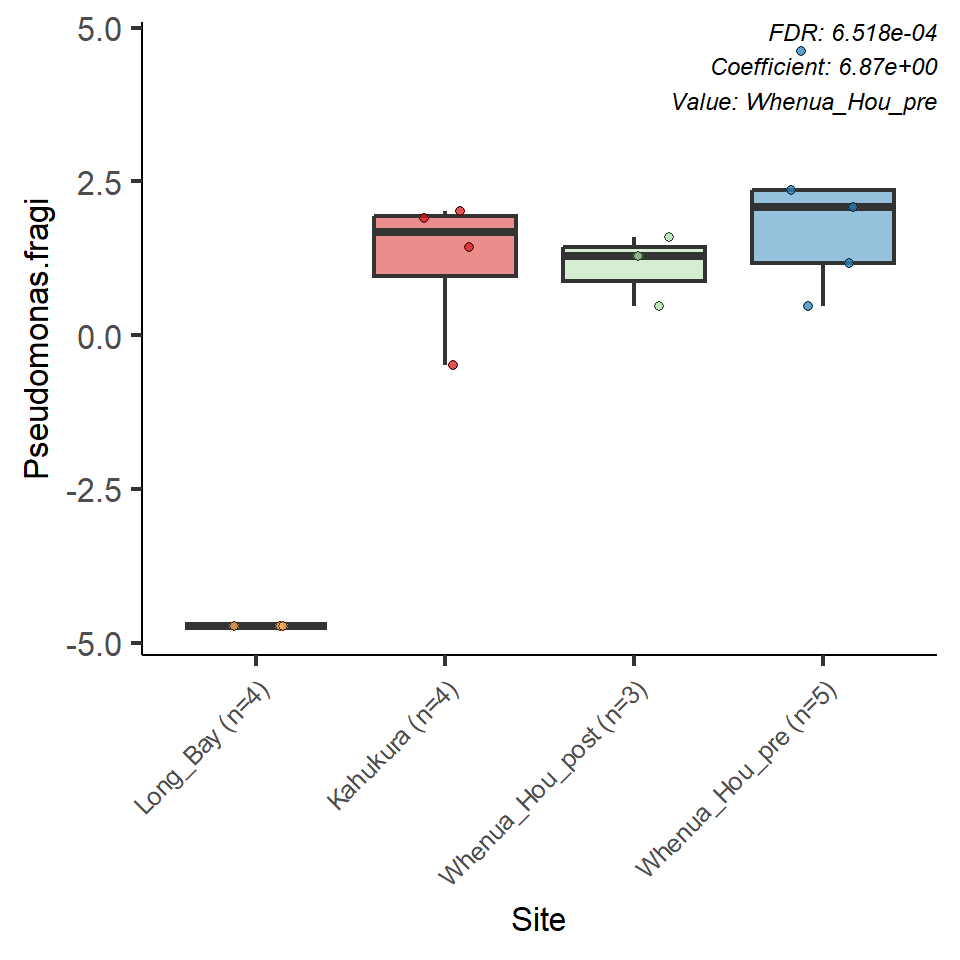 FDR: 6.518e-04
Coefficient: 6.87e+00
Value: Whenua_Hou_pre
Pseudomonas.fragi
5.0
2.5
0.0
-2.5
-5.0
Long_Bay (n=4)
Kahukura (n=4)
Whenua_Hou_post (n=3)
Whenua_Hou_pre (n=5)
Site